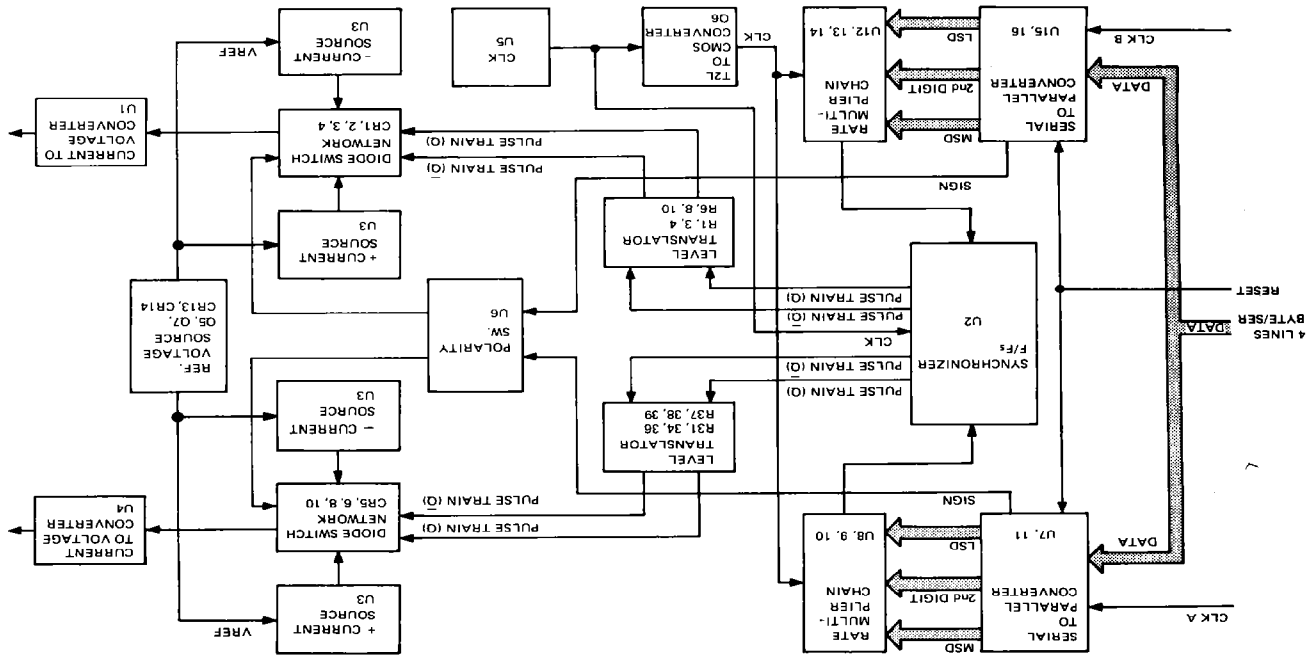 CLK A
SERIAL
TO
PARALLEL
CONVERTER
U7, 11
MSD
2nd DIGIT
LSD
RATE
MULTI-
PLIER
CHAIN
U8, 9, 10
DATA
SIGN
+ CURRENT
SOURCE
U3
VREF
PULSE TRAIN (Q)
PULSE TRAIN (Q̅)
DIODE SWITCH
NETWORK
CR5, 6, 8, 10
CURRENT
TO VOLTAGE
CONVERTER
U4
LEVEL
TRANSLATOR
R31, 34, 36
R37, 38, 39
− CURRENT
SOURCE
U3
4 LINES
BYTE/SER
DATA
RESET
SYNCHRONIZER
F/Fs
U2
PULSE TRAIN (Q)
PULSE TRAIN (Q̅)
CLK
PULSE TRAIN (Q̅)
PULSE TRAIN (Q)
POLARITY
SW.
U6
REF.
VOLTAGE
SOURCE
Q5, Q7,
CR13, CR14
LEVEL
TRANSLATOR
R1, 3, 4
R6, 8, 10
+ CURRENT
SOURCE
U3
SIGN
PULSE TRAIN (Q̅)
PULSE TRAIN (Q)
DIODE SWITCH
NETWORK
CR1, 2, 3, 4
CURRENT TO
VOLTAGE
CONVERTER
U1
DATA
CLK B
SERIAL
TO
PARALLEL
CONVERTER
U15, 16
MSD
2nd DIGIT
LSD
RATE
MULTI-
PLIER
CHAIN
U12, 13, 14
CLK
T2L
TO
CMOS
CONVERTER
Q6
CLK
U5
− CURRENT
SOURCE
U3
VREF